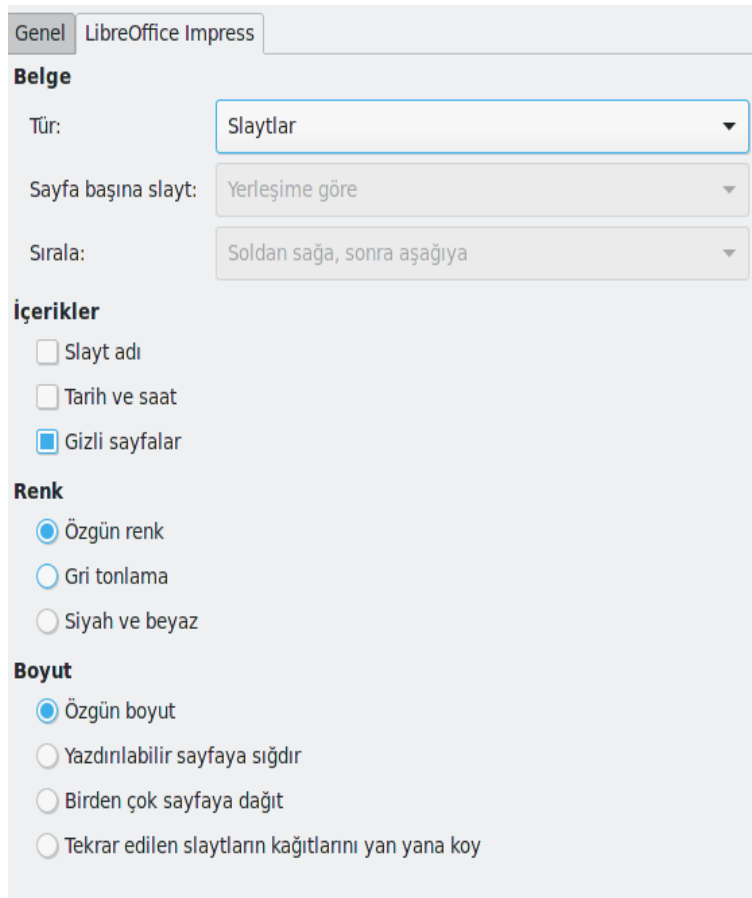 Genel LibreOffice Impress
Belge
Tür: Slaytlar
Sayfa başına slayt: Yerleşime göre
Sırala: Soldan sağa, sonra aşağıya
İçerikler
Slayt adı
Tarih ve saat
Gizli sayfalar
Renk
Özgün renk
Gri tonlama
Siyah ve beyaz
Boyut
Özgün boyut
Yazdırılabilir sayfaya sığdır
Birden çok sayfaya dağıt
Tekrar edilen slaytların kağıtlarını yan yana koy